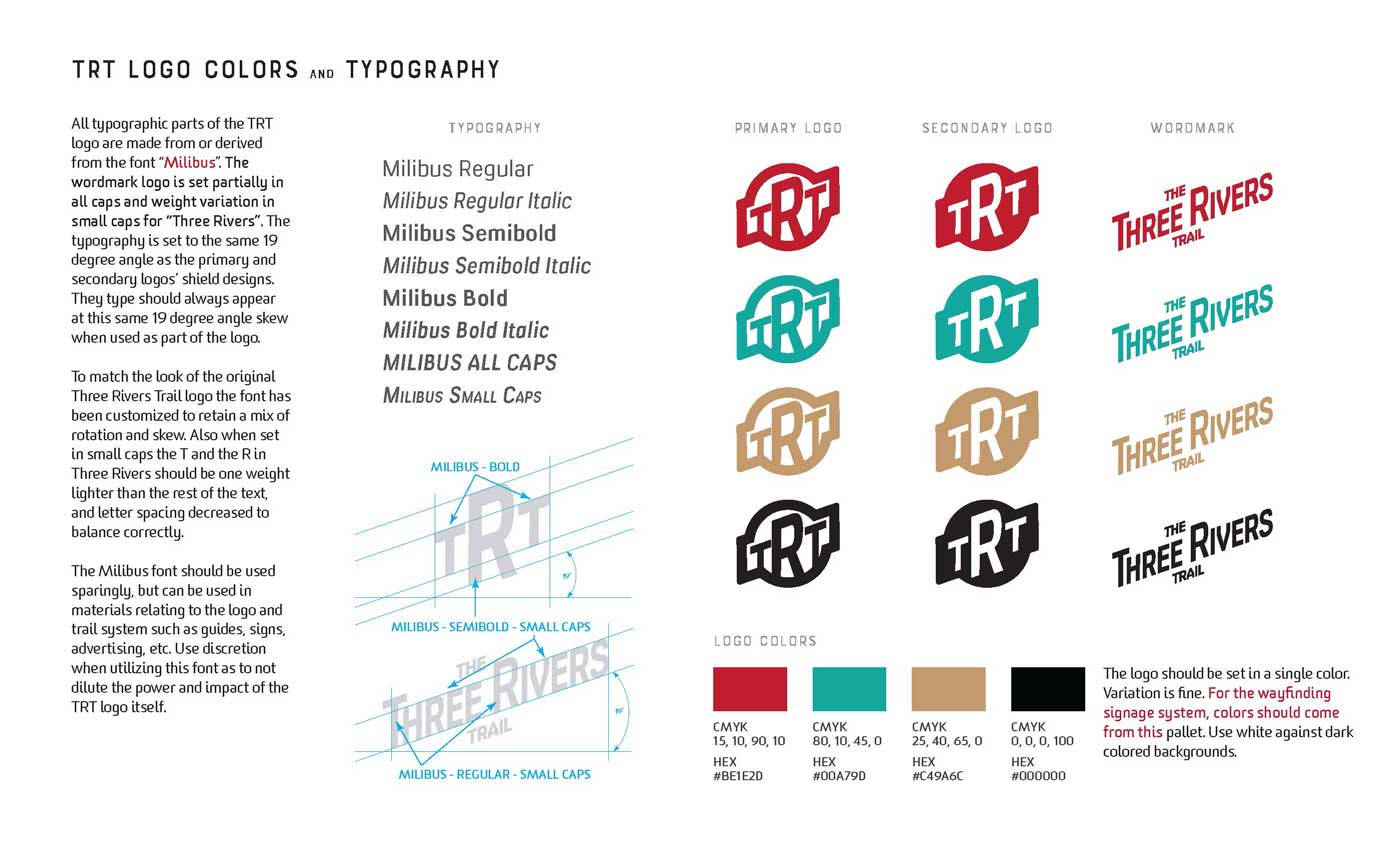 TRT LOGO COLORS AND TYPOGRAPHY
All typographic parts of the TRT
logo are made from or derived
from the font “Milibus”. The
wordmark logo is set partially in
all caps and weight variation in
small caps for “Three Rivers”. The
typography is set to the same 19
degree angle as the primary and
secondary logos’ shield designs.
They type should always appear
at this same 19 degree angle skew
when used as part of the logo.
To match the look of the original
Three Rivers Trail logo the font has
been customized to retain a mix of
rotation and skew. Also when set
in small caps the T and the R in
Three Rivers should be one weight
lighter than the rest of the text,
and letter spacing decreased to
balance correctly.
The Milibus font should be used
sparingly, but can be used in
materials relating to the logo and
trail system such as guides, signs,
advertising, etc. Use discretion
when utilizing this font as to not
dilute the power and impact of the
TRT logo itself.
TYPOGRAPHY
Milibus Regular
Milibus Regular Italic
Milibus Semibold
Milibus Semibold Italic
Milibus Bold
Milibus Bold Italic
MILIBUS ALL CAPS
MILIBUS SMALL CAPS
MILIBUS - BOLD
TRT
19°
MILIBUS - SEMIBOLD - SMALL CAPS
THE
THREE RIVERS
TRAIL
19°
MILIBUS - REGULAR - SMALL CAPS
PRIMARY LOGO
TRT
TRT
TRT
TRT
SECONDARY LOGO
TRT
TRT
TRT
TRT
WORDMARK
THE
THREE RIVERS
TRAIL
THE
THREE RIVERS
TRAIL
THE
THREE RIVERS
TRAIL
THE
THREE RIVERS
TRAIL
LOGO COLORS
CMYK
15, 10, 90, 10
HEX
#BE1E2D
CMYK
80, 10, 45, 0
HEX
#00A79D
CMYK
25, 40, 65, 0
HEX
#C49A6C
CMYK
0, 0, 0, 100
HEX
#000000
The logo should be set in a single color.
Variation is fine. For the wayfinding
signage system, colors should come
from this pallet. Use white against dark
colored backgrounds.